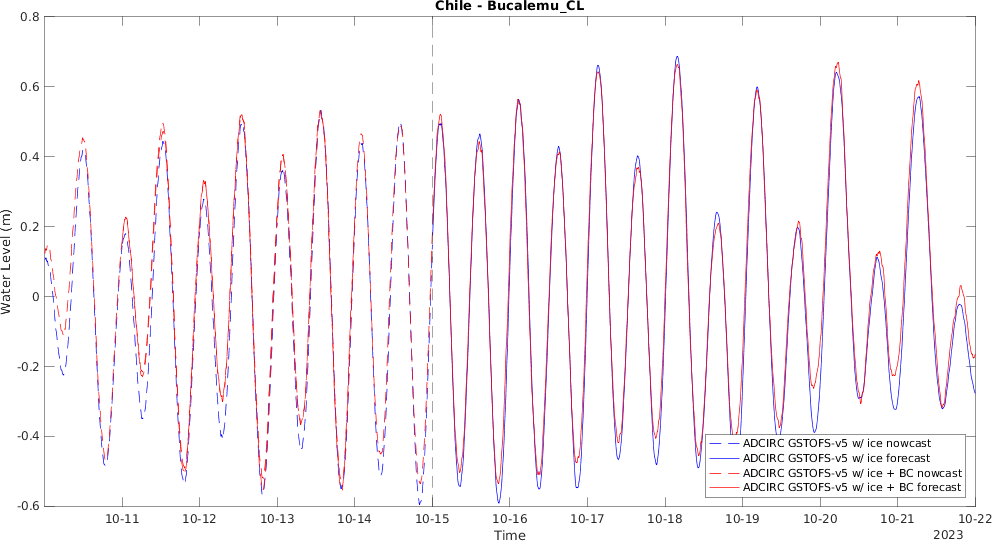 Chile - Bucalemu_CL
0.8
0.6
0.4
0.2
0
-0.2
-0.4
-0.6
Water Level (m)
10-11 10-12 10-13 10-14 10-15 10-16 10-17 10-18 10-19 10-20 10-21 10-22
Time
2023
ADCIRC GSTOFS-v5 w/ ice nowcast
ADCIRC GSTOFS-v5 w/ ice forecast
ADCIRC GSTOFS-v5 w/ ice + BC nowcast
ADCIRC GSTOFS-v5 w/ ice + BC forecast